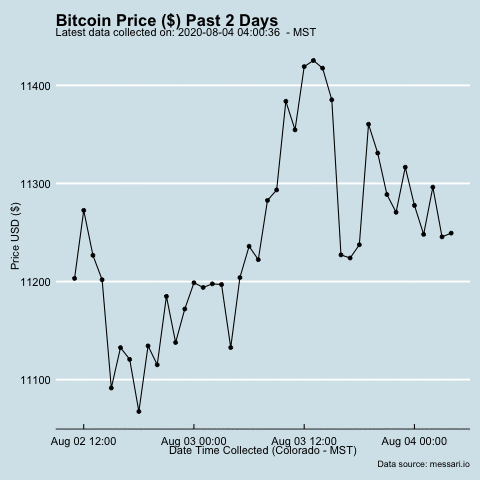 Bitcoin Price ($) Past 2 Days
Latest data collected on: 2020-08-04 04:00:36  - MST
Price USD ($)
11400
11300
11200
11100
Aug 02 12:00 Aug 03 00:00 Aug 03 12:00 Aug 04 00:00
Date Time Collected (Colorado - MST)
Data source: messari.io